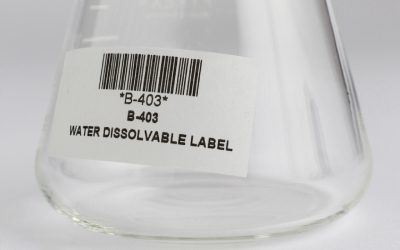 *B-403*
B-403
WATER DISSOLVABLE LABEL